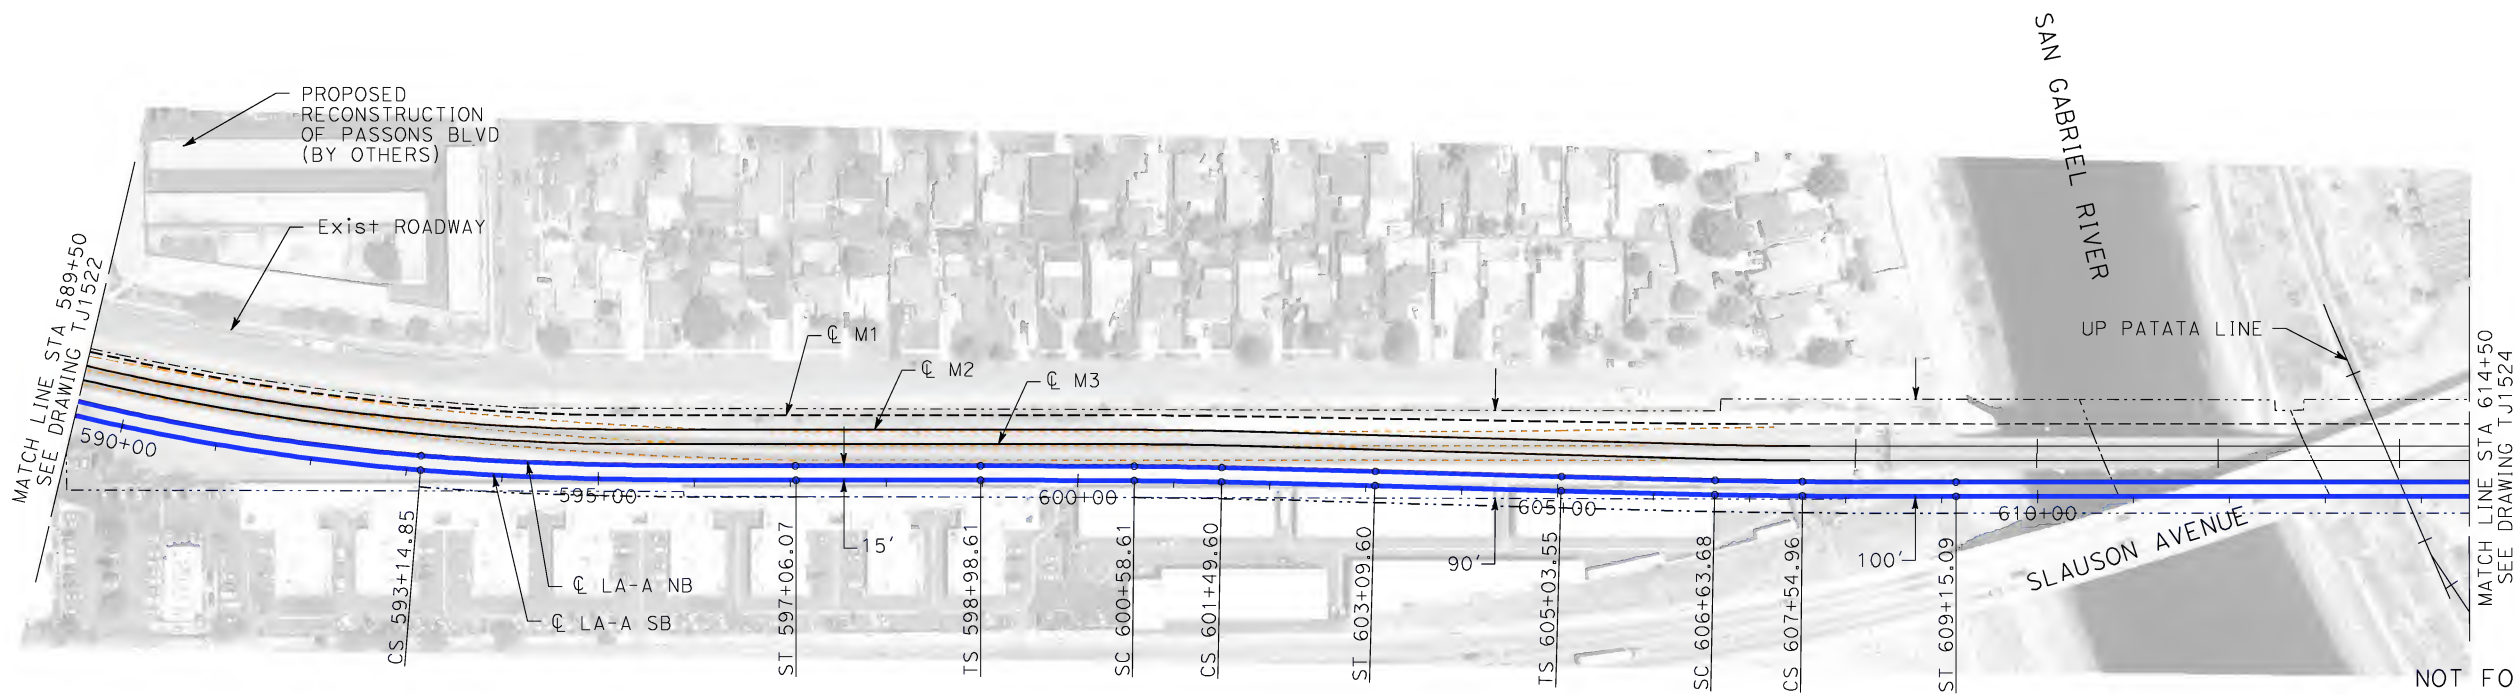 PROPOSED
RECONSTRUCTION
OF PASSONS BLVD
(BY OTHERS)
Exist ROADWAY
MATCH LINE STA 589+50
SEE DRAWING TJ1522
590+00
595+00
600+00
605+00
610+00
℄ M1
℄ M2
℄ M3
15'
90'
100'
℄ LA-A NB
℄ LA-A SB
CS 593+14.85
ST 597+06.07
TS 598+98.61
SC 600+58.61
CS 601+49.60
ST 603+09.60
TS 605+03.55
SC 606+63.68
CS 607+54.96
ST 609+15.09
SAN GABRIEL RIVER
UP PATATA LINE
SLAUSON AVENUE
MATCH LINE STA 614+50
SEE DRAWING TJ1524
NOT FO